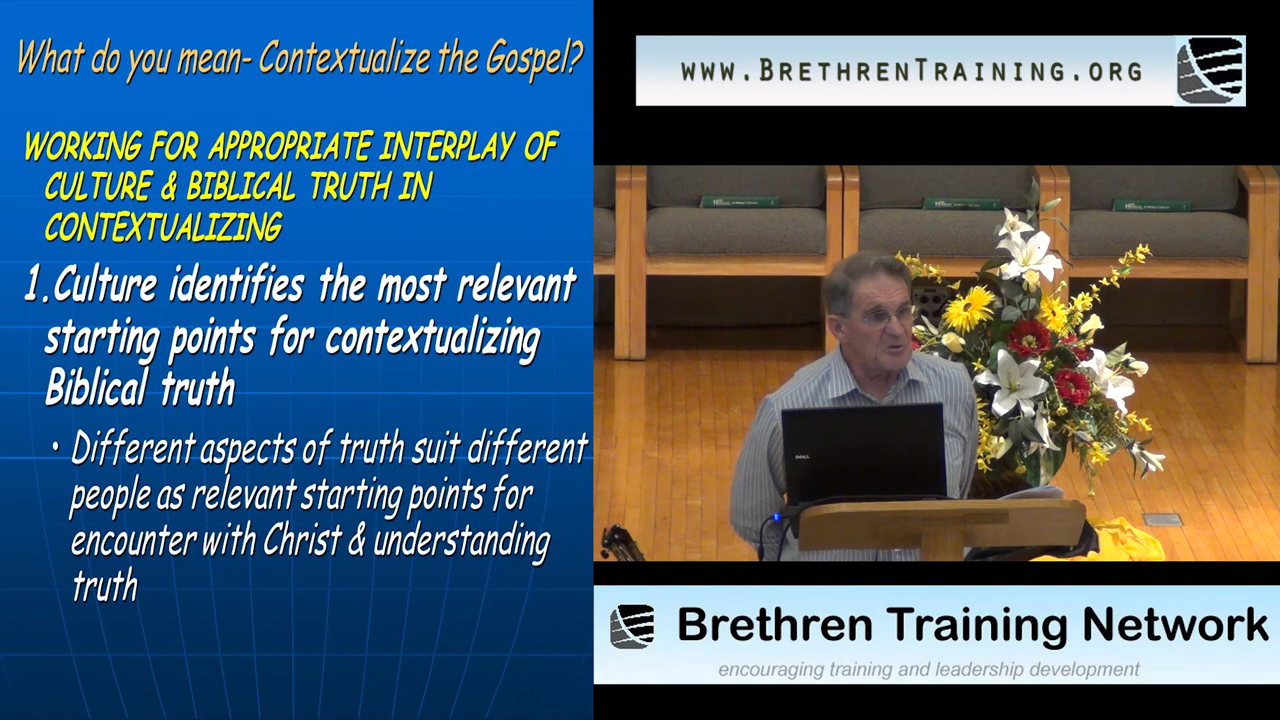 What do you mean- Contextualize the Gospel?
WORKING FOR APPROPRIATE INTERPLAY OF
CULTURE & BIBLICAL TRUTH IN
CONTEXTUALIZING
1.Culture identifies the most relevant
starting points for contextualizing
Biblical truth
• Different aspects of truth suit different
people as relevant starting points for
encounter with Christ & understanding
truth
www.BrethrenTraining.org
DELL
Brethren Training Network
encouraging training and leadership development